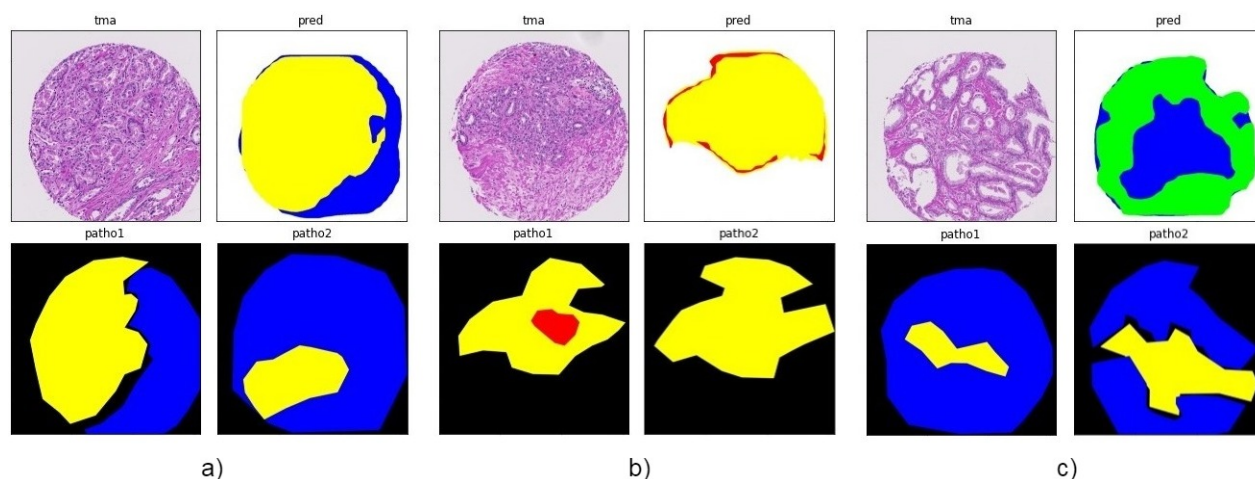 tma pred tma pred tma pred
patho1 patho2 patho1 patho2 patho1 patho2
a) b) c)